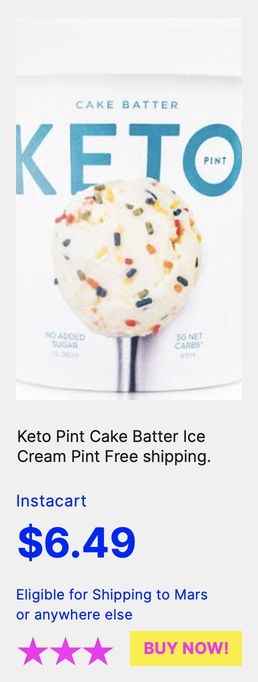 CAKE BATTER
KETO
PINT
NO ADDED
SUGAR
3G NET
CARBS*
Keto Pint Cake Batter Ice
Cream Pint Free shipping.
Instacart
$6.49
Eligible for Shipping to Mars
or anywhere else
BUY NOW!